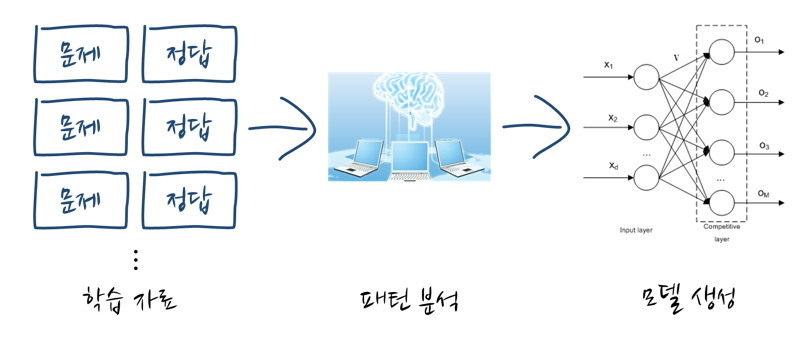 문제 정답
문제 정답
문제 정답
⋮
학습 자료
패턴 분석
V
X1
X2
...
Xd
O1
O2
O3
...
OM
Input layer
Competitive
layer
모델 생성